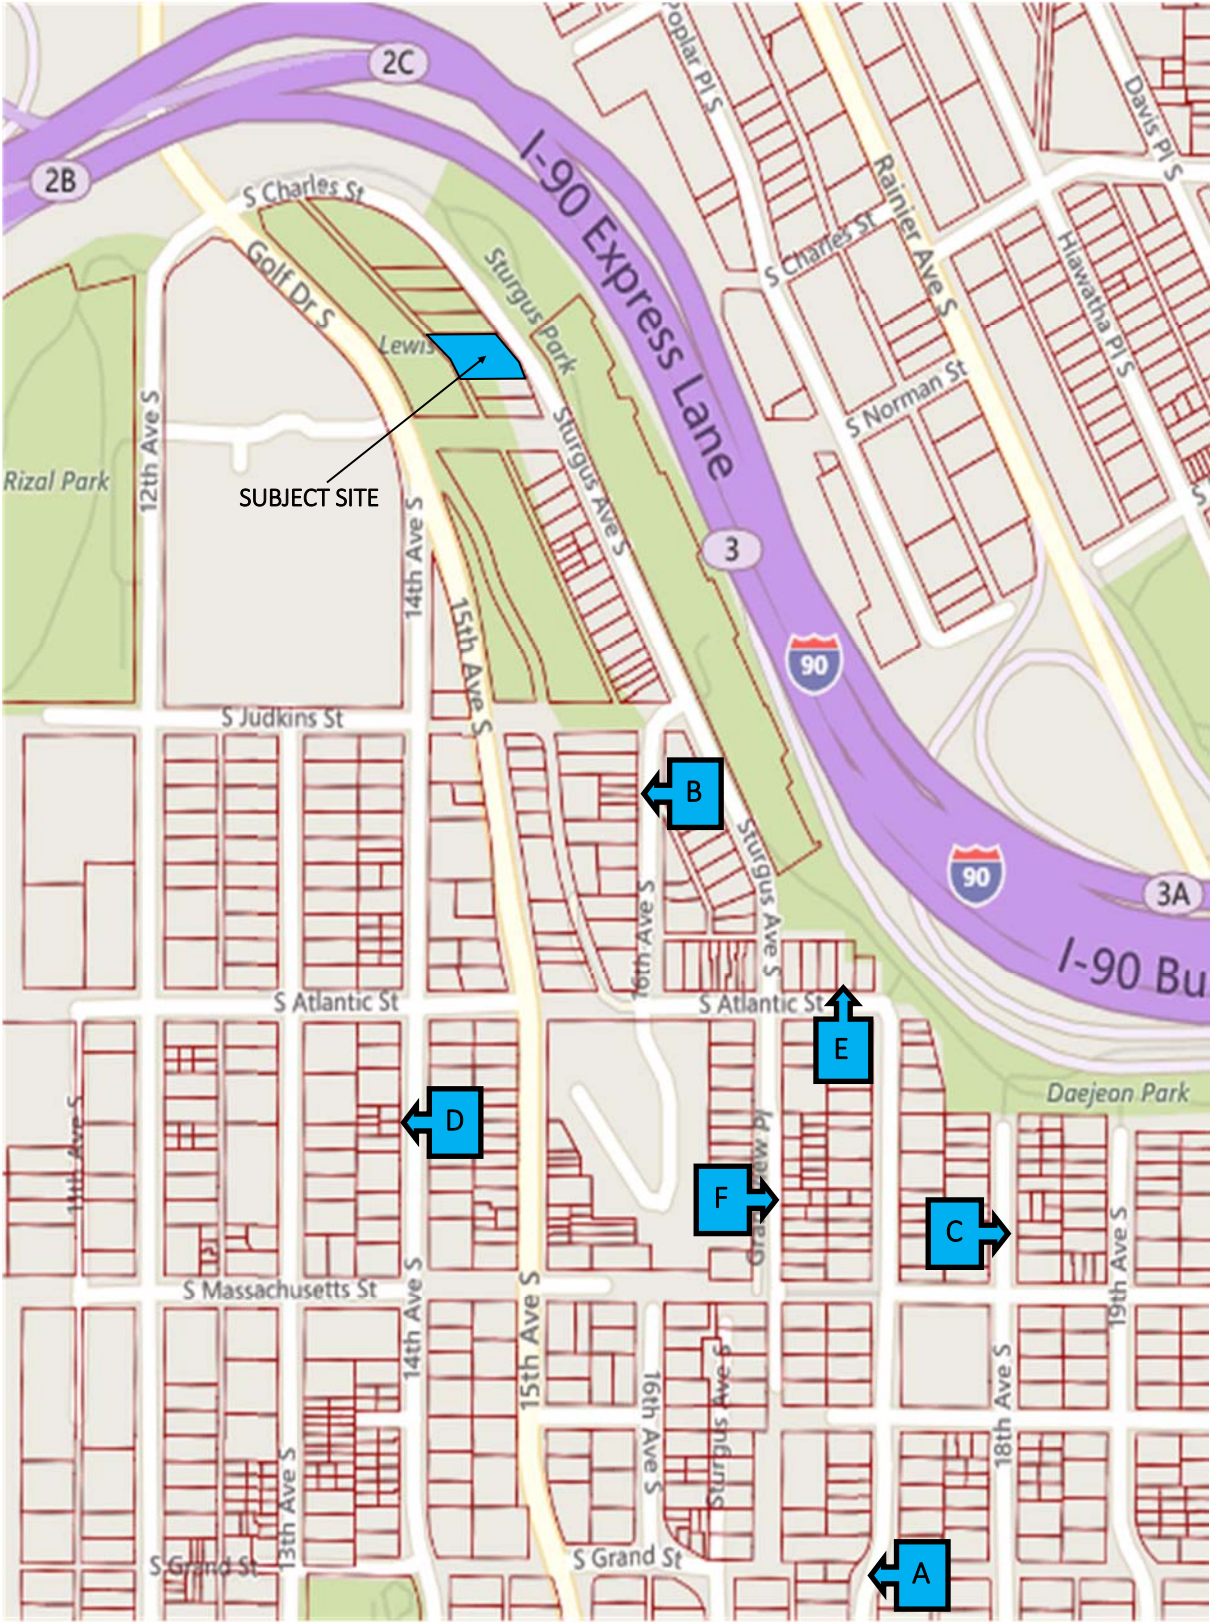 Poplar Pl S
2C
Davis Pl S
I-90 Express Lane
2B
S Charles St
Rainier Ave S
S Charles St
Golf Dr S
Sturgus Park
Hiawatha Pl S
Lewis
S Norman St
12th Ave S
Rizal Park
SUBJECT SITE
Sturgus Ave S
S
14th Ave S
3
15th Ave S
90
S Judkins St
B
Sturgus Ave S
90
3A
16th Ave S
I-90 Bu
S Atlantic St
S Atlantic St
E
Daejeon Park
11th Ave S
D
F
C
19th Ave S
S Massachusetts St
14th Ave S
15th Ave S
16th Ave S
Sturgus Ave S
18th Ave S
13th Ave S
S Grand St
S Grand St
A